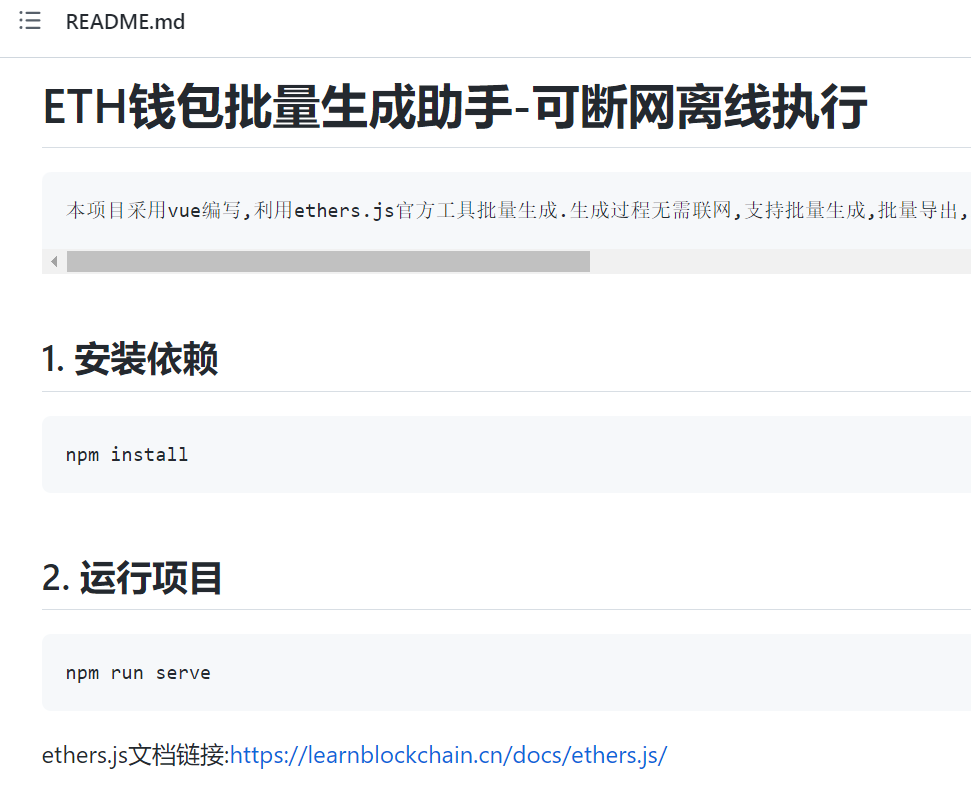 README.md
ETH钱包批量生成助手-可断网离线执行
本项目采用vue编写,利用ethers.js官方工具批量生成.生成过程无需联网,支持批量生成,批量导出,
1. 安装依赖
npm install
2. 运行项目
npm run serve
ethers.js文档链接:https://learnblockchain.cn/docs/ethers.js/